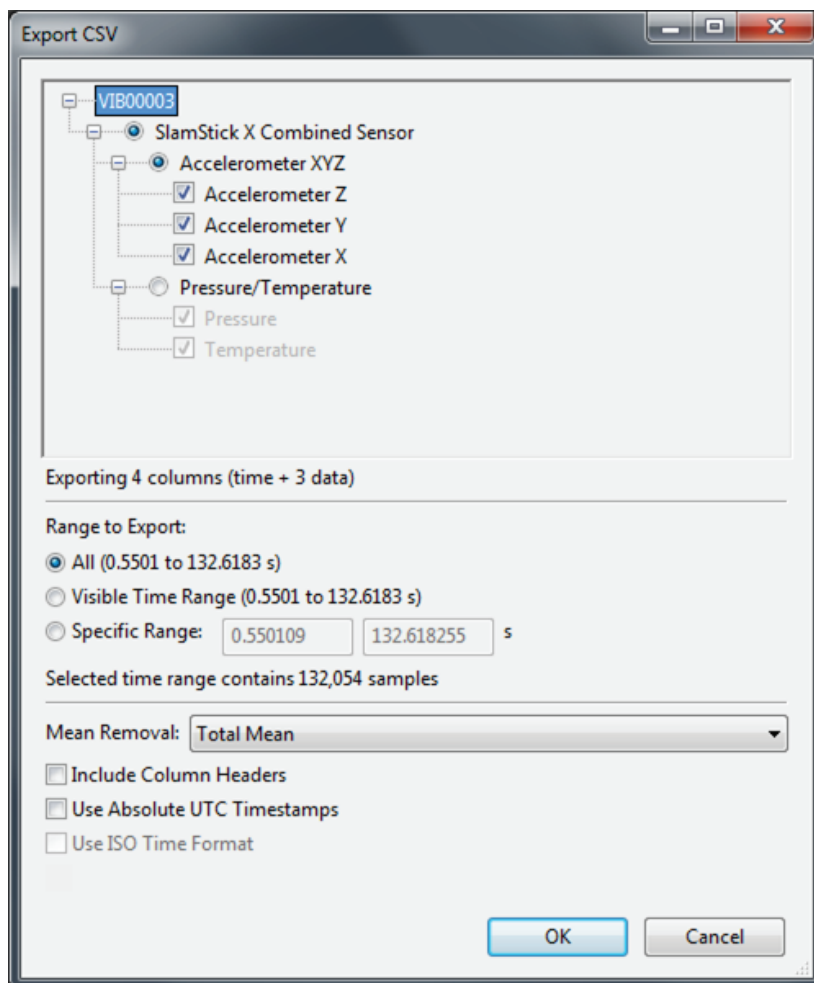 Export CSV
VIB00003
SlamStick X Combined Sensor
Accelerometer XYZ
Accelerometer Z
Accelerometer Y
Accelerometer X
Pressure/Temperature
Pressure
Temperature
Exporting 4 columns (time + 3 data)
Range to Export:
All (0.5501 to 132.6183 s)
Visible Time Range (0.5501 to 132.6183 s)
Specific Range: 0.550109 132.618255 s
Selected time range contains 132,054 samples
Mean Removal: Total Mean
Include Column Headers
Use Absolute UTC Timestamps
Use ISO Time Format
OK Cancel